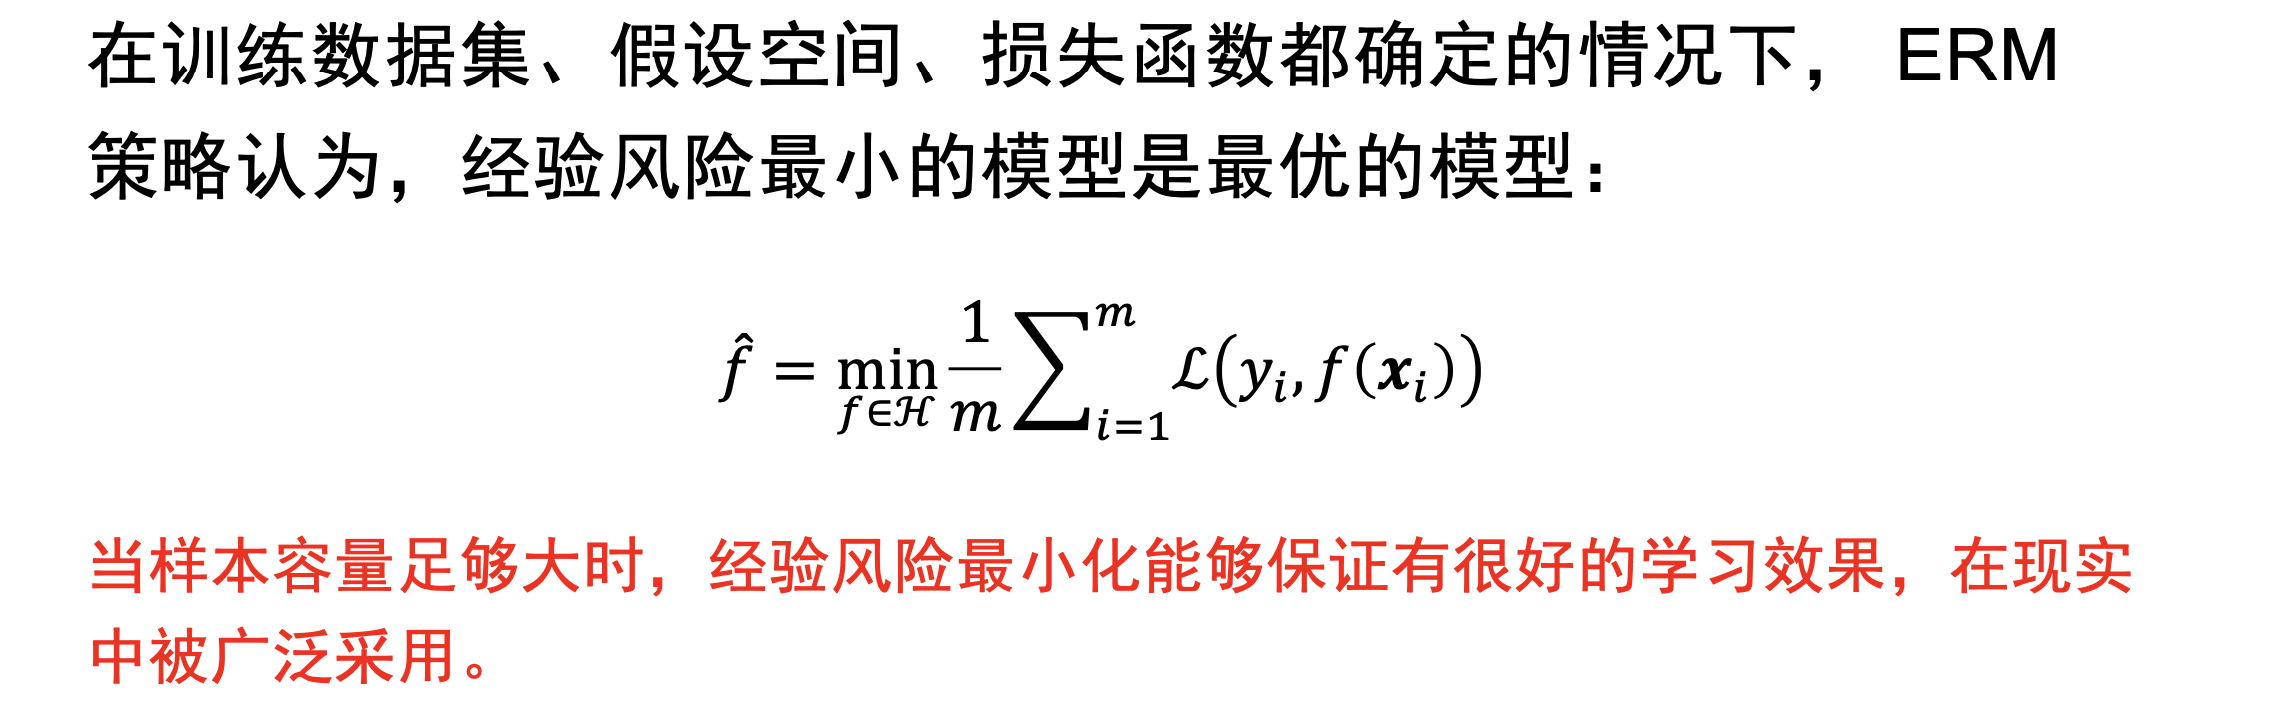 在训练数据集、假设空间、损失函数都确定的情况下， ERM
策略认为，经验风险最小的模型是最优的模型：
$\hat{f} = \min_{f \in \mathcal{H}} \frac{1}{m} \sum_{i=1}^{m} \mathcal{L}(y_i, f(\boldsymbol{x}_i))$
当样本容量足够大时，经验风险最小化能够保证有很好的学习效果，在现实
中被广泛采用。